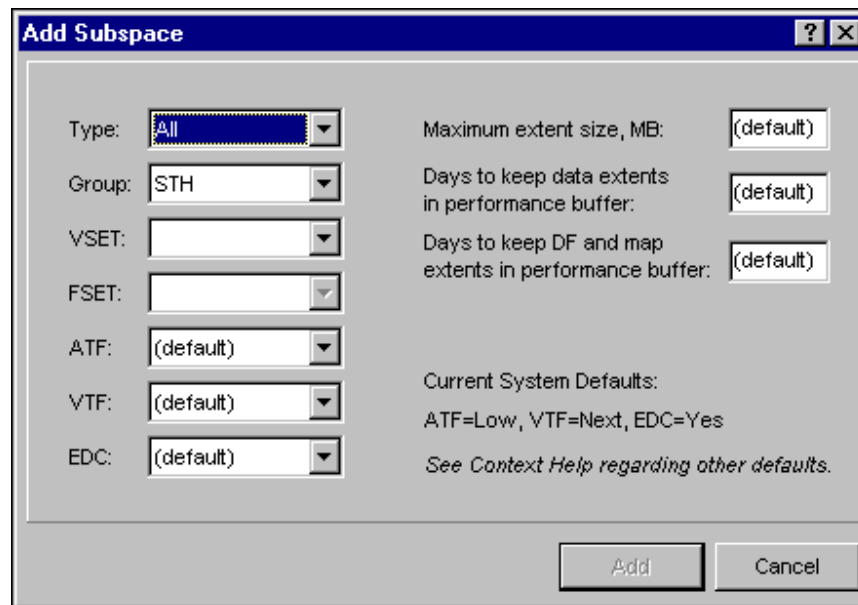 Add Subspace
Type: All
Group: STH
VSET:
FSET:
ATF: (default)
VTF: (default)
EDC: (default)
Maximum extent size, MB: (default)
Days to keep data extents
in performance buffer: (default)
Days to keep DF and map
extents in performance buffer: (default)
Current System Defaults:
ATF=Low, VTF=Next, EDC=Yes
See Context Help regarding other defaults.
Add Cancel